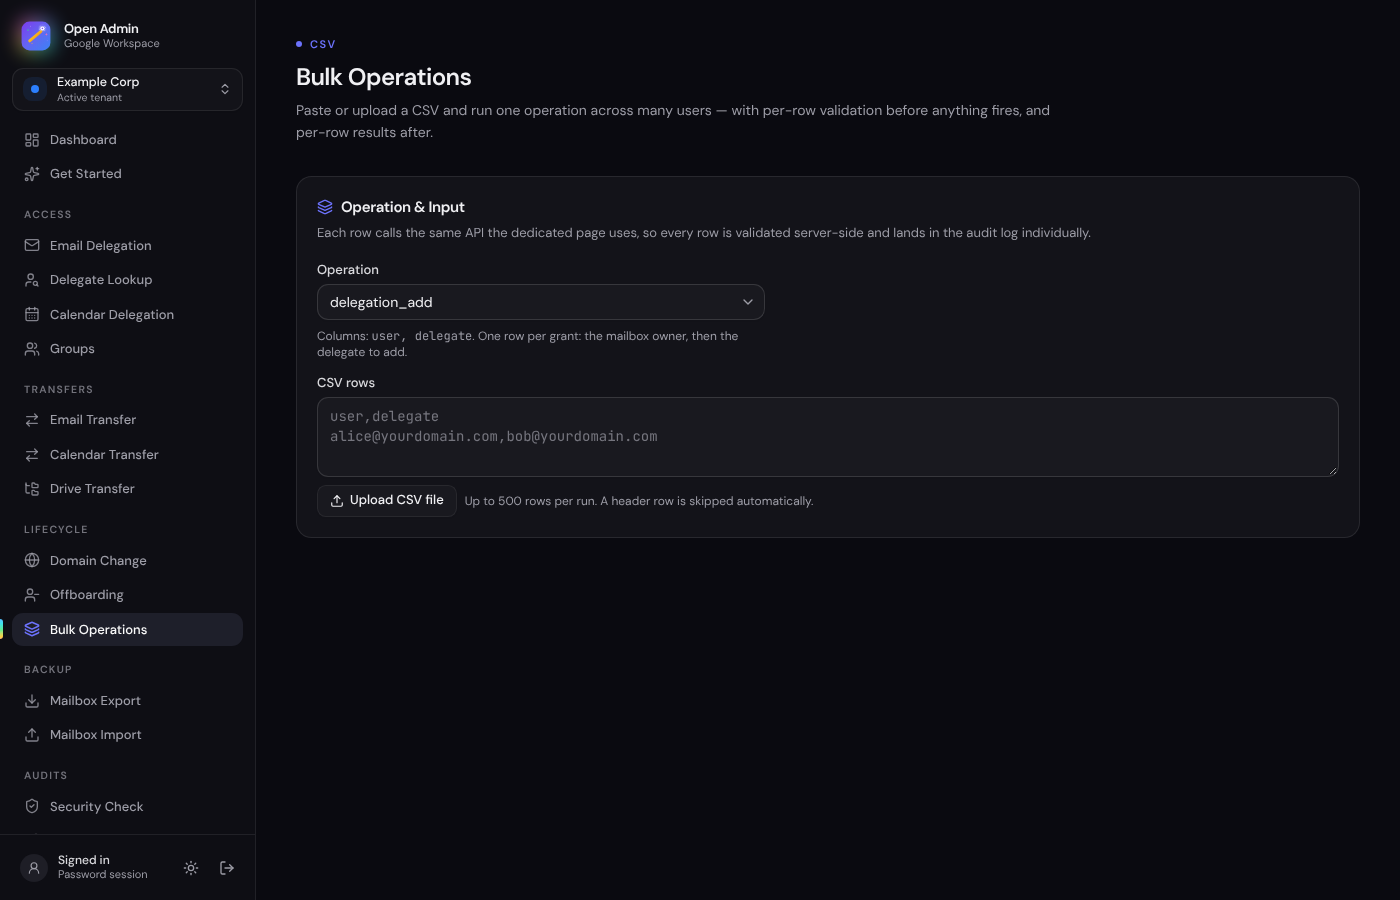 Open Admin
Google Workspace
Example Corp
Active tenant
Dashboard
Get Started
ACCESS
Email Delegation
Delegate Lookup
Calendar Delegation
Groups
TRANSFERS
Email Transfer
Calendar Transfer
Drive Transfer
LIFECYCLE
Domain Change
Offboarding
Bulk Operations
BACKUP
Mailbox Export
Mailbox Import
AUDITS
Security Check
Signed in
Password session
CSV
Bulk Operations
Paste or upload a CSV and run one operation across many users — with per-row validation before anything fires, and
per-row results after.
Operation & Input
Each row calls the same API the dedicated page uses, so every row is validated server-side and lands in the audit log individually.
Operation
delegation_add
Columns: user, delegate. One row per grant: the mailbox owner, then the
delegate to add.
CSV rows
user,delegate
alice@yourdomain.com,bob@yourdomain.com
Upload CSV file
Up to 500 rows per run. A header row is skipped automatically.